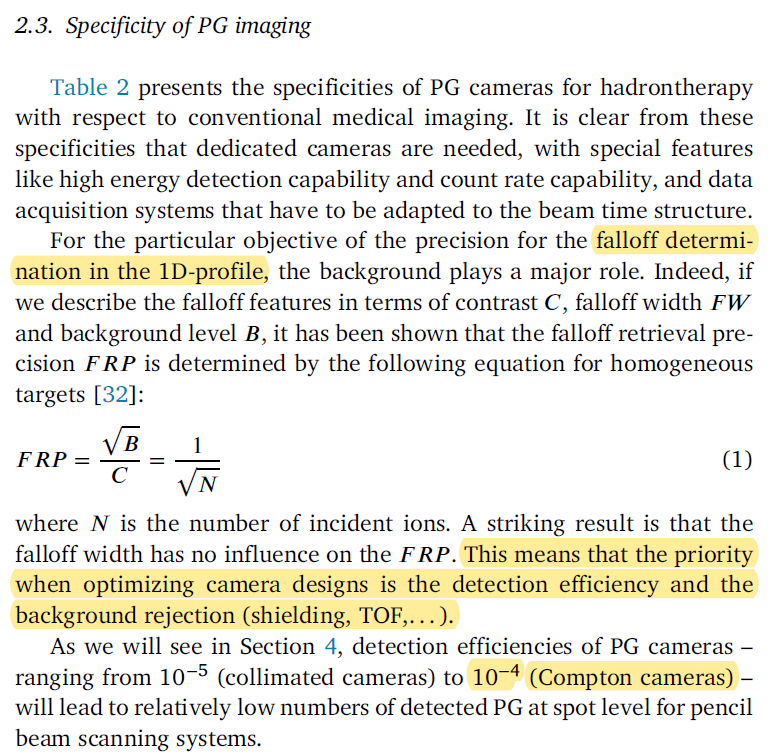 2.3. Specificity of PG imaging
Table 2 presents the specificities of PG cameras for hadrontherapy
with respect to conventional medical imaging. It is clear from these
specificities that dedicated cameras are needed, with special features
like high energy detection capability and count rate capability, and data
acquisition systems that have to be adapted to the beam time structure.
For the particular objective of the precision for the falloff determi-
nation in the 1D-profile, the background plays a major role. Indeed, if
we describe the falloff features in terms of contrast C, falloff width FW
and background level B, it has been shown that the falloff retrieval pre-
cision FRP is determined by the following equation for homogeneous
targets [32]:
FRP = √B / C = 1 / √N (1)
where N is the number of incident ions. A striking result is that the
falloff width has no influence on the FRP. This means that the priority
when optimizing camera designs is the detection efficiency and the
background rejection (shielding, TOF,…).
As we will see in Section 4, detection efficiencies of PG cameras –
ranging from 10⁻⁵ (collimated cameras) to 10⁻⁴ (Compton cameras) –
will lead to relatively low numbers of detected PG at spot level for pencil
beam scanning systems.